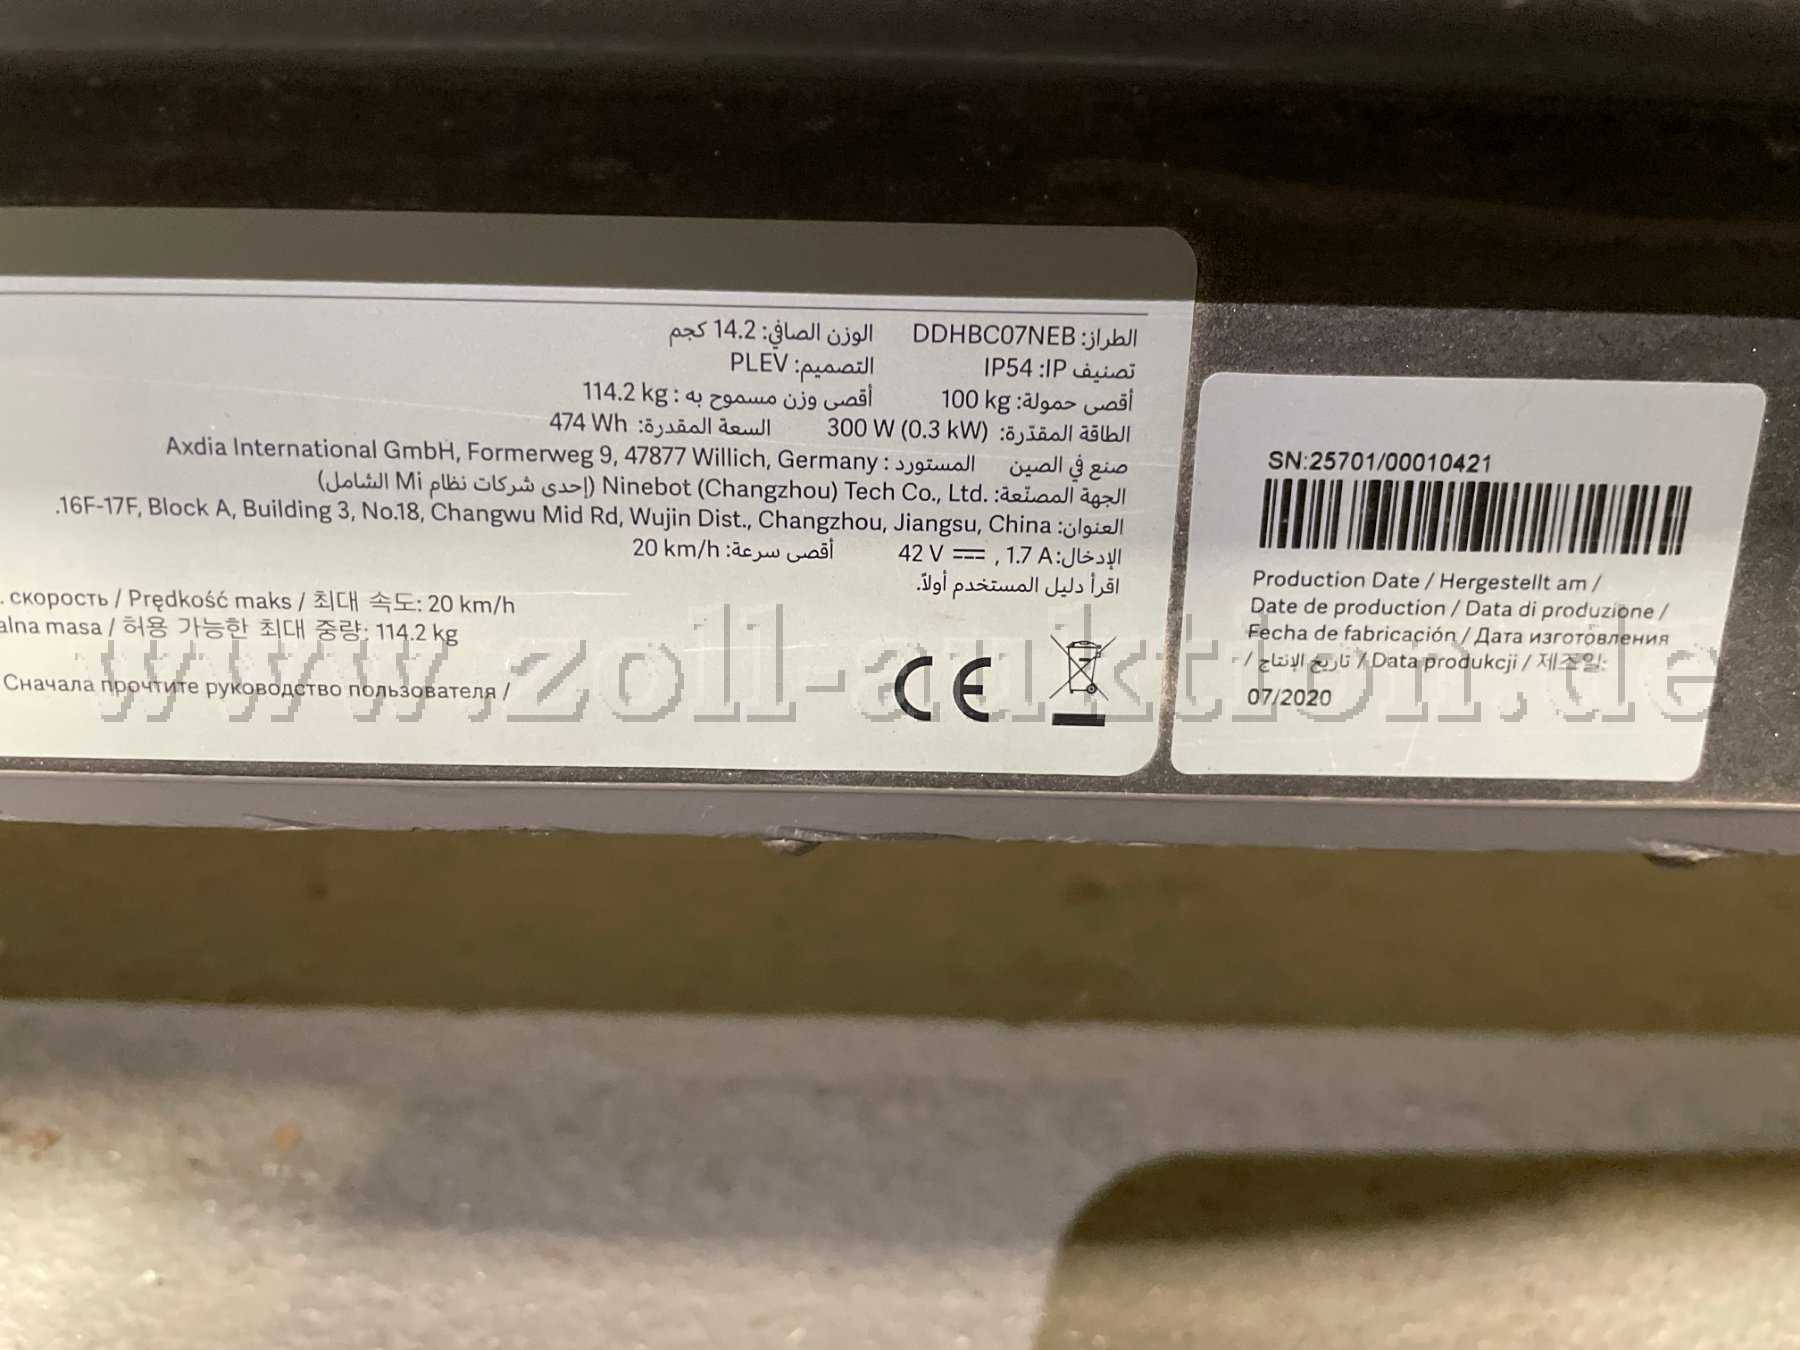 الطراز: DDHBC07NEB الوزن الصافي: 14.2 كجم
تصنيف IP: IP54 التصميم: PLEV
أقصى حمولة: 100 kg أقصى وزن مسموح به : 114.2 kg
الطاقة المقدّرة: 300 W (0.3 kW) السعة المقدرة: 474 Wh
صنع في الصين المستورد : Axdia International GmbH, Formerweg 9, 47877 Willich, Germany
الجهة المصنّعة: Ninebot (Changzhou) Tech Co., Ltd. (إحدى شركات نظام Mi الشامل)
العنوان: 16F-17F, Block A, Building 3, No.18, Changwu Mid Rd, Wujin Dist., Changzhou, Jiangsu, China.
الإدخال: 42 V ⎓, 1.7 A أقصى سرعة: 20 km/h
اقرأ دليل المستخدم أولاً.
. скорость / Prędkość maks / 최대 속도: 20 km/h
alna masa / 허용 가능한 최대 중량: 114.2 kg
Сначала прочтите руководство пользователя /
CE
SN:25701/00010421
Production Date / Hergestellt am /
Date de production / Data di produzione /
Fecha de fabricación / Дата изготовления
/ تاريخ الإنتاج / Data produkcji / 제조일:
07/2020
www.zoll-auktion.de